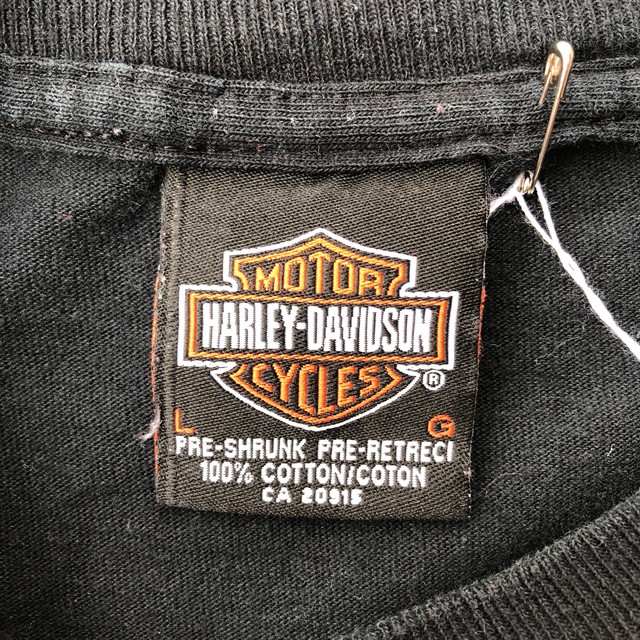 MOTOR
HARLEY-DAVIDSON
CYCLES
®
L G
PRE-SHRUNK PRE-RETRECI
100% COTTON/COTON
CA 20915